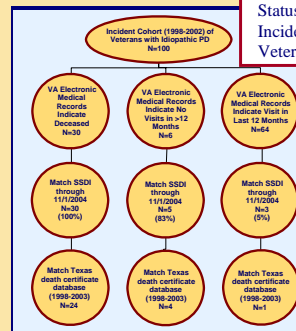 Status
Incide
Veter
Incident Cohort (1998-2002) of
Veterans with Idiopathic PD
N=100
VA Electronic
Medical
Records
Indicate
Deceased
N=30
VA Electronic
Medical
Records
Indicate No
Visits in >12
Months
N=6
VA Electronic
Medical Records
Indicate Visit in
Last 12 Months
N=64
Match SSDI
through
11/1/2004
N=30
(100%)
Match SSDI
through
11/1/2004
N=5
(83%)
Match SSDI
through
11/1/2004
N=3
(5%)
Match Texas
death certificate
database
(1998-2003)
N=24
Match Texas
death certificate
database
(1998-2003)
N=4
Match Texas
death certificate
database
(1998-2003)
N=1